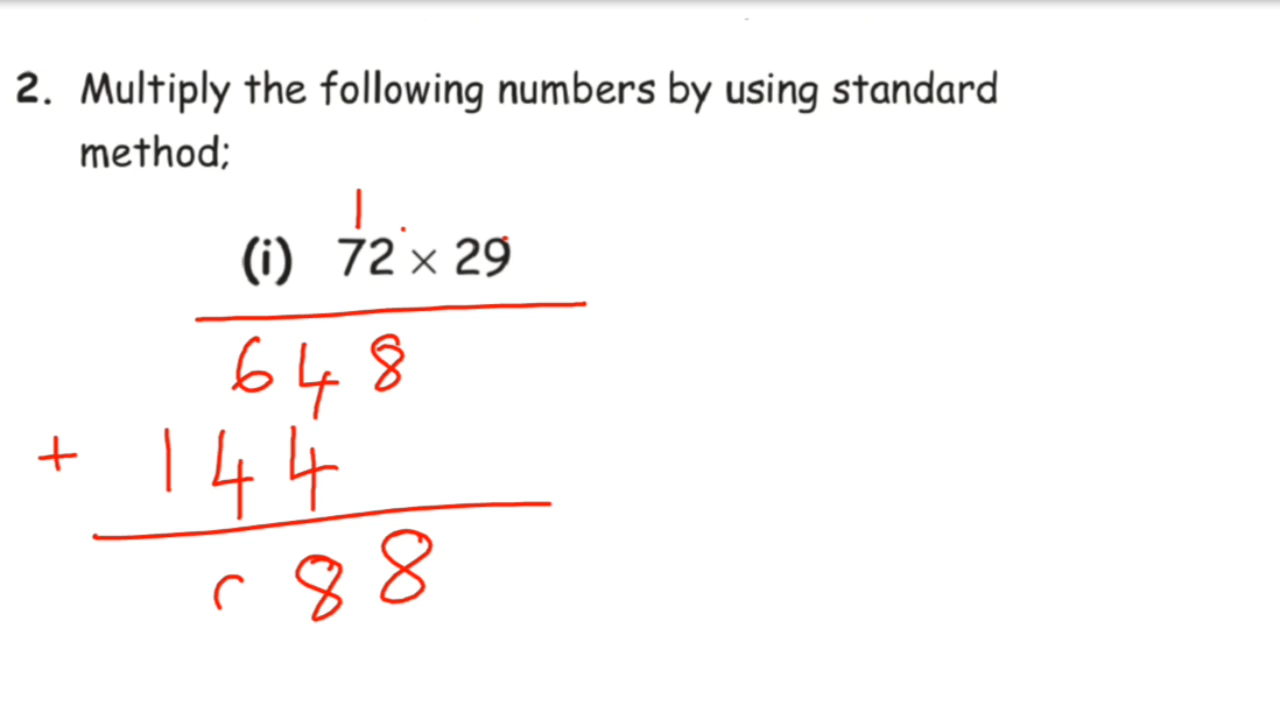 2. Multiply the following numbers by using standard
method;
1
(i) 72 × 29
648
+ 144
88